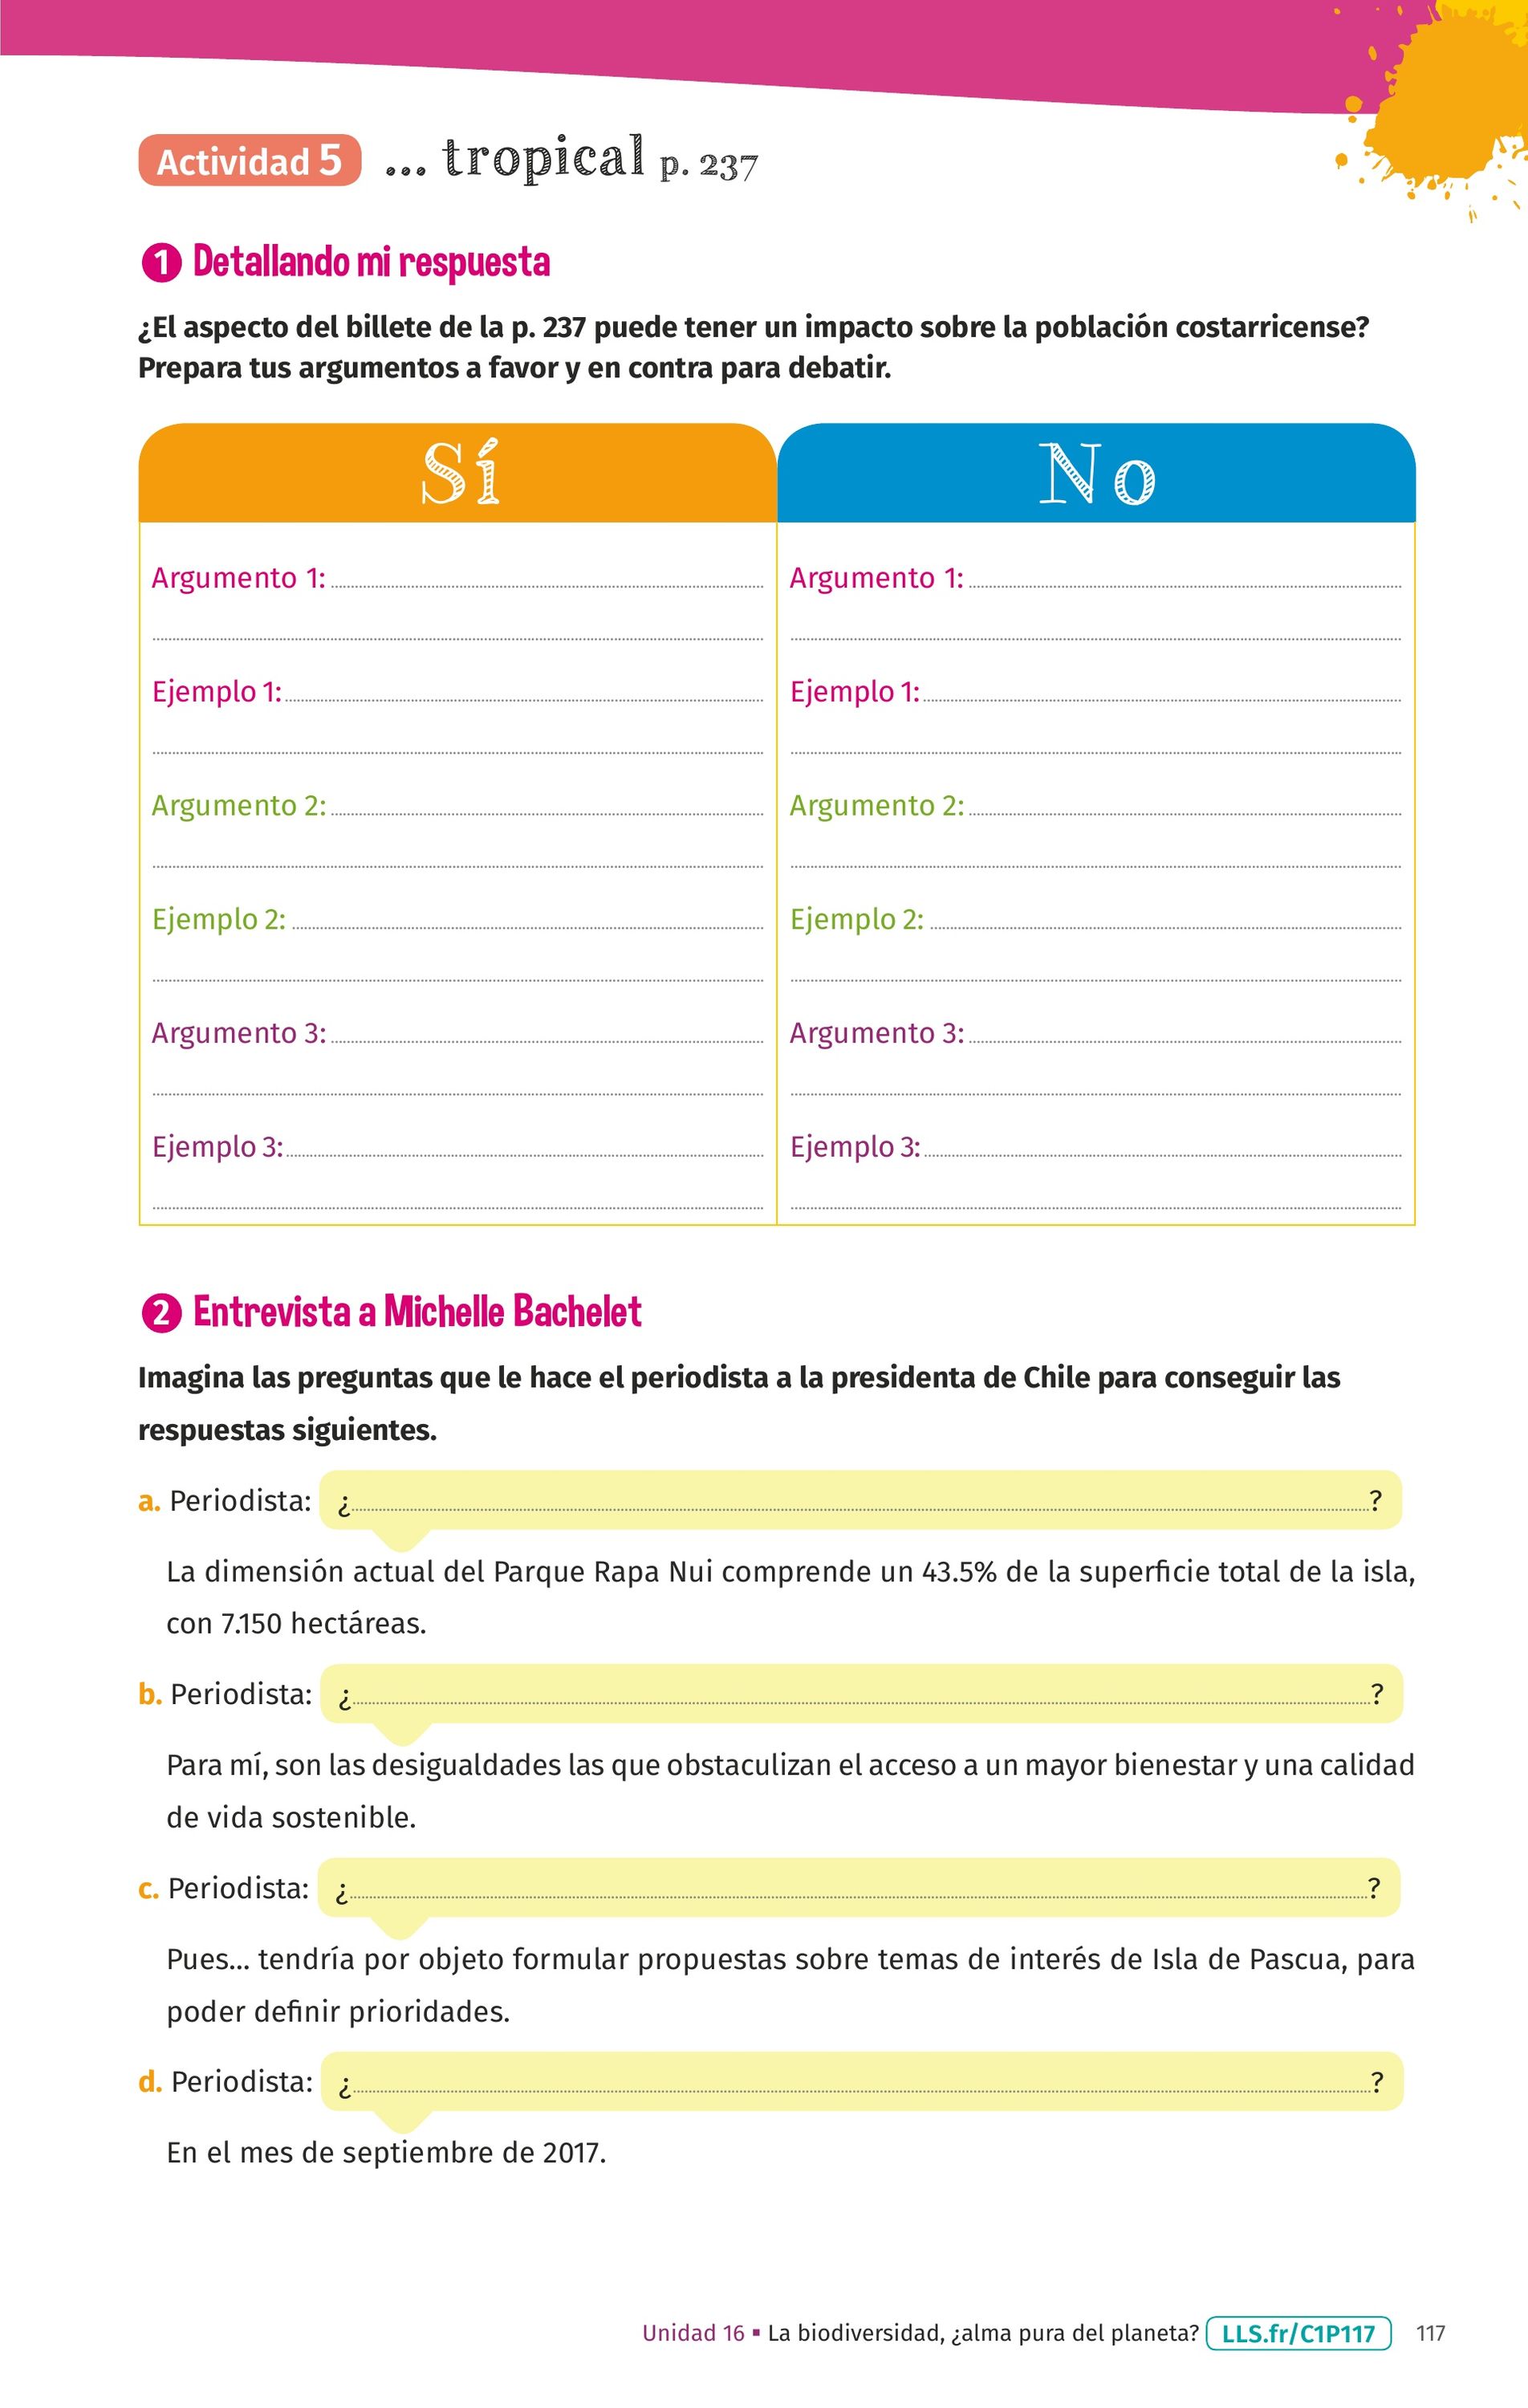 Actividad 5 ... tropical p. 237
1 Detallando mi respuesta
¿El aspecto del billete de la p. 237 puede tener un impacto sobre la población costarricense?
Prepara tus argumentos a favor y en contra para debatir.
Sí
No
Argumento 1:
Ejemplo 1:
Argumento 2:
Ejemplo 2:
Argumento 3:
Ejemplo 3:
Argumento 1:
Ejemplo 1:
Argumento 2:
Ejemplo 2:
Argumento 3:
Ejemplo 3:
2 Entrevista a Michelle Bachelet
Imagina las preguntas que le hace el periodista a la presidenta de Chile para conseguir las
respuestas siguientes.
a. Periodista: ¿ ?
La dimensión actual del Parque Rapa Nui comprende un 43.5% de la superficie total de la isla,
con 7.150 hectáreas.
b. Periodista: ¿ ?
Para mí, son las desigualdades las que obstaculizan el acceso a un mayor bienestar y una calidad
de vida sostenible.
c. Periodista: ¿ ?
Pues... tendría por objeto formular propuestas sobre temas de interés de Isla de Pascua, para
poder definir prioridades.
d. Periodista: ¿ ?
En el mes de septiembre de 2017.
Unidad 16 ▪ La biodiversidad, ¿alma pura del planeta? LLS.fr/C1P117 117